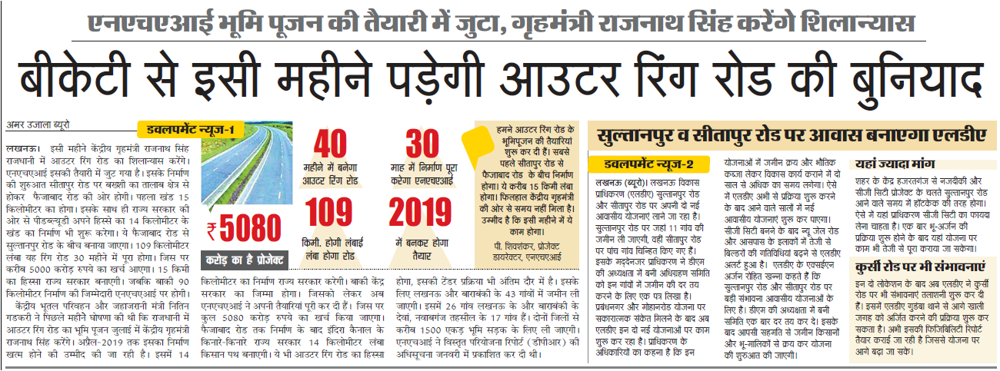 एनएचएआई भूमि पूजन की तैयारी में जुटा, गृहमंत्री राजनाथ सिंह करेंगे शिलान्यास
बीकेटी से इसी महीने पड़ेगी आउटर रिंग रोड की बुनियाद
अमर उजाला ब्यूरो
डवलपमेंट न्यूज-1
लखनऊ। इसी महीने केंद्रीय गृहमंत्री राजनाथ सिंह
राजधानी में आउटर रिंग रोड का शिलान्यास करेंगे।
एनएचएआई इसकी तैयारी में जुट गया है। इसके निर्माण
की शुरुआत सीतापुर रोड पर बख्शी का तालाब क्षेत्र से
होकर फैजाबाद रोड की ओर होगी। पहला खंड 15
किलोमीटर का होगा। इसके साथ ही राज्य सरकार की
ओर से पीडब्ल्यूडी अपने हिस्से का 14 किलोमीटर के
खंड का निर्माण भी शुरू करेगा। ये फैजाबाद रोड से
सुल्तानपुर रोड के बीच बनाया जाएगा। 109 किलोमीटर
लंबा यह रिंग रोड 30 महीने में पूरा होगा। जिस पर
करीब 5000 करोड़ रुपये का खर्च आएगा। 15 किमी
का हिस्सा राज्य सरकार बनाएगी। जबकि बाकी 90
किलोमीटर निर्माण की जिम्मेदारी एनएचएआई पर होगी।
केंद्रीय भूतल परिवहन और जहाजरानी मंत्री नितिन
गडकरी ने पिछले महीने घोषणा की थी कि राजधानी में
आउटर रिंग रोड का भूमि पूजन जुलाई में केंद्रीय गृहमंत्री
राजनाथ सिंह करेंगे। अप्रैल-2019 तक इसका निर्माण
खत्म होने की उम्मीद की जा रही है। इसमें 14
₹5080
करोड़ का है प्रोजेक्ट
40
महीने में बनेगा
आउटर रिंग रोड
30
माह में निर्माण पूरा
करेगा एनएचएआई
109
किमी. होगी लंबाई
लंबा होगा रोड
2019
में बनकर होगा
तैयार
हमने आउटर रिंग रोड के
भूमिपूजन की तैयारियां
शुरू कर दी हैं। सबसे
पहले सीतापुर रोड से
फैजाबाद रोड के बीच निर्माण
होगा। ये करीब 15 किमी लंबा
होगा। फिलहाल केंद्रीय गृहमंत्री
की ओर से समय नहीं मिला है।
उम्मीद है कि इसी महीने में ये
काम होगा।
पी. शिवशंकर, प्रोजेक्ट
डायरेक्टर, एनएचएआई
किलोमीटर का निर्माण राज्य सरकार करेगी। बाकी केंद्र
सरकार का जिम्मा होगा। जिसको लेकर अब
एनएचएआई ने अपनी तैयारियां पूरी कर दी हैं। जिस पर
कुल 5080 करोड़ रुपये का खर्च किया जाएगा।
फैजाबाद रोड तक निर्माण के बाद इंदिरा कैनाल के
किनारे-किनारे राज्य सरकार 14 किलोमीटर लंबा
किसान पथ बनाएगी। ये भी आउटर रिंग रोड का हिस्सा
होगा, इसकी टेंडर प्रक्रिया भी अंतिम दौर में है। इसके
लिए लखनऊ और बाराबंकी के 43 गांवों में जमीन ली
जाएगी। इसमें 26 गांव लखनऊ के और बाराबंकी के
देवां, नवाबगंज तहसील के 17 गांव हैं। दोनों जिलों से
करीब 1500 एकड़ भूमि सड़क के लिए ली जाएगी।
एनएचएआई ने विस्तृत परियोजना रिपोर्ट (डीपीआर) की
अधिसूचना जनवरी में प्रकाशित कर दी थी।
सुल्तानपुर व सीतापुर रोड पर आवास बनाएगा एलडीए
डवलपमेंट न्यूज-2
लखनऊ (ब्यूरो)। लखनऊ विकास
प्राधिकरण (एलडीए) सुल्तानपुर रोड
और सीतापुर रोड पर अपनी दो नई
आवासीय योजनाएं लाने जा रहा है।
सुल्तानपुर रोड पर जहां 11 गांव की
जमीन ली जाएगी, वहीं सीतापुर रोड
पर पांच गांव चिन्हित किए गए हैं।
इसके मद्देनजर प्राधिकरण ने डीएम
की अध्यक्षता में बनी अधिग्रहण समिति
को इन गांवों में जमीन की दर तय
करने के लिए एक पत्र लिखा है।
प्रबंधनगर और मोहानरोड योजना पर
सकारात्मक संकेत मिलने के बाद अब
एलडीए इन दो नई योजनाओं पर काम
शुरू कर रहा है। प्राधिकरण के
अधिकारियों का कहना है कि इन
योजनाओं में जमीन क्रय और भौतिक
कब्जा लेकर विकास कार्य कराने में दो
साल से अधिक का समय लगेगा। ऐसे
में एलडीए अभी से प्रक्रिया शुरू करने
के बाद आने वाले सालों में नई
आवासीय योजनाएं शुरू कर पाएगा।
सीजी सिटी बनने के बाद न्यू जेल रोड
और आसपास के इलाकों में तेजी से
बिल्डरों की गतिविधियां बढ़ने से एलडीए
अलर्ट हुआ है। एलडीए के एक्सईएन
अर्जन रोहित खन्ना कहते हैं कि
सुल्तानपुर रोड और सीतापुर रोड पर
बड़ी संभावना आवासीय योजनाओं के
लिए है। डीएम की अध्यक्षता में बनी
समिति एक बार दर तय कर दे। इसके
बाद आपसी सहमति से जमीन किसानों
और भू-मालिकों से क्रय कर योजना
की शुरुआत की जाएगी।
यहां ज्यादा मांग
शहर के केंद्र हजरतगंज से नजदीकी और
सीजी सिटी प्रोजेक्ट के चलते सुल्तानपुर रोड
आने वाले समय में हॉटकेक की तरह होगा।
ऐसे में यहां प्राधिकरण सीजी सिटी का फायदा
लेना चाहता है। एक बार भू-अर्जन की
प्रक्रिया शुरू होने के बाद यहां योजना पर
काम भी तेजी से पूरा कराया जा सकेगा।
कुर्सी रोड पर भी संभावनाएं
इन दो लोकेशन के बाद अब एलडीए ने कुर्सी
रोड पर भी संभावनाएं तलाशनी शुरू कर दी
हैं। इसमें एलडीए गुडंबा थाने से आगे खाली
जगह को अर्जित करने की प्रक्रिया शुरू कर
सकता है। अभी इसकी फिजिबिलिटी रिपोर्ट
तैयार कराई जा रही है जिससे योजना पर
आगे बढ़ा जा सके।